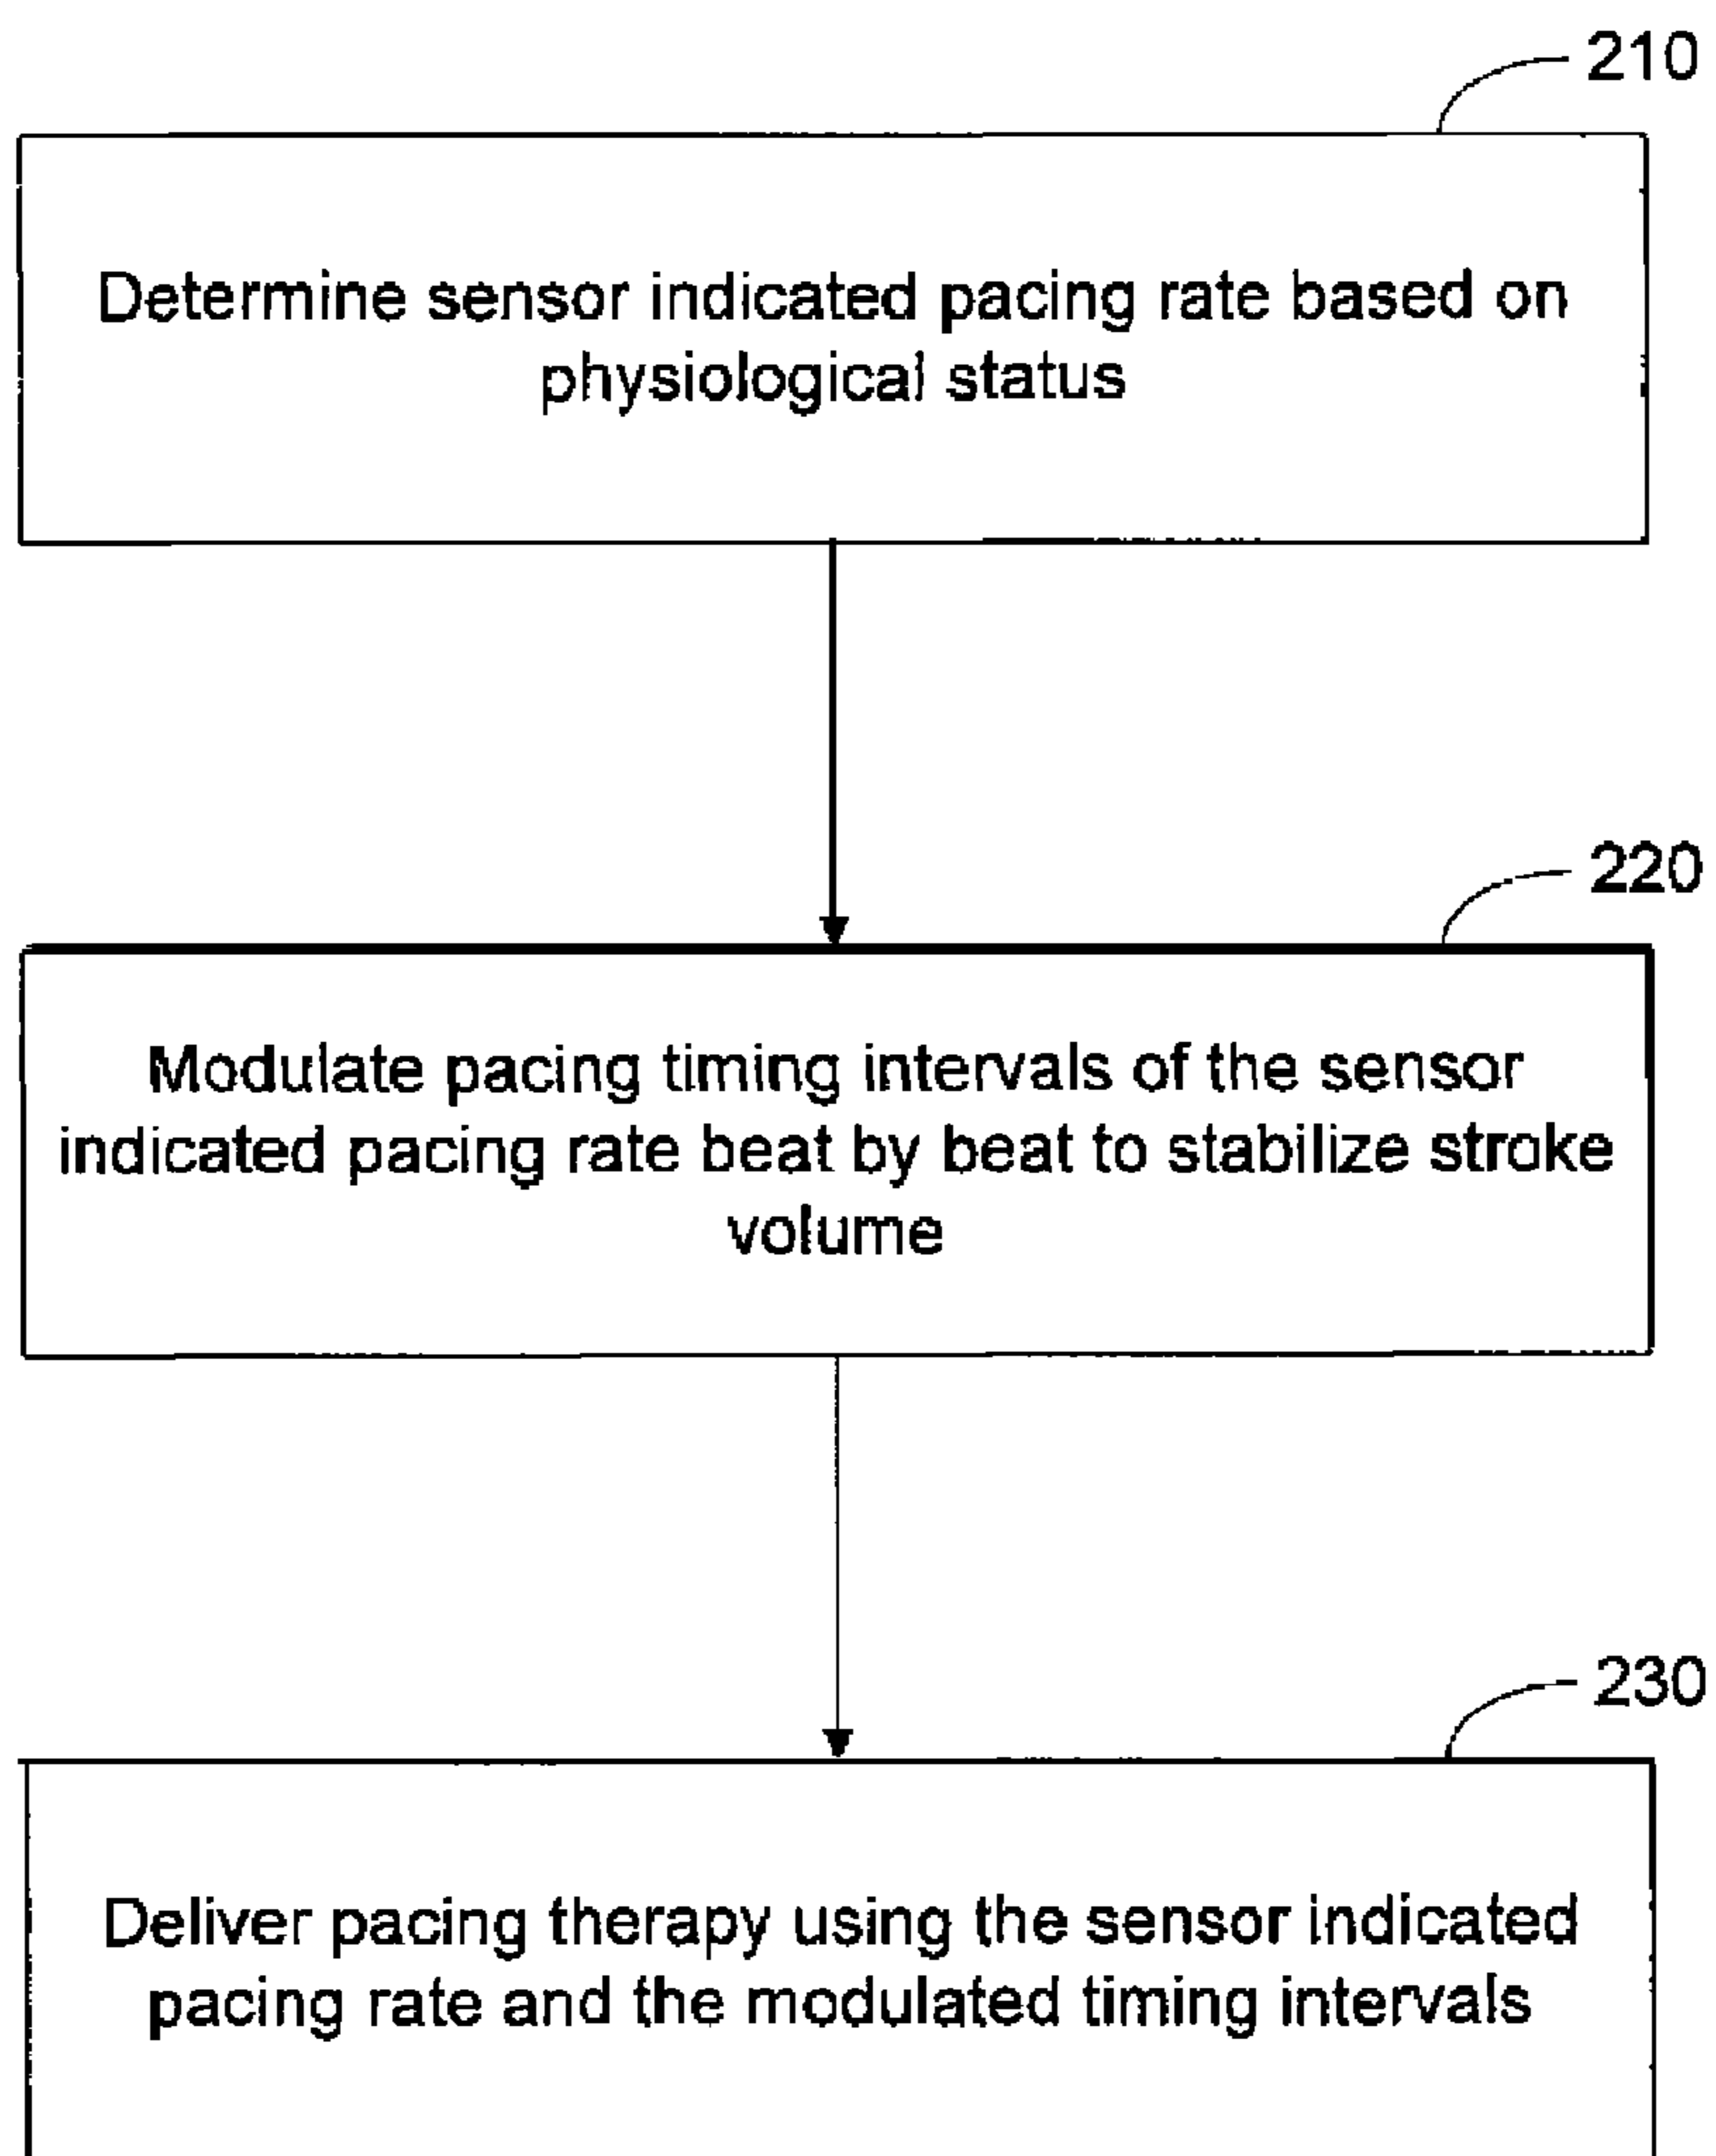 210
Determine sensor indicated pacing rate based on
physiological status
220
Modulate pacing timing intervals of the sensor
indicated pacing rate beat by beat to stabilize stroke
volume
230
Deliver pacing therapy using the sensor indicated
pacing rate and the modulated timing intervals